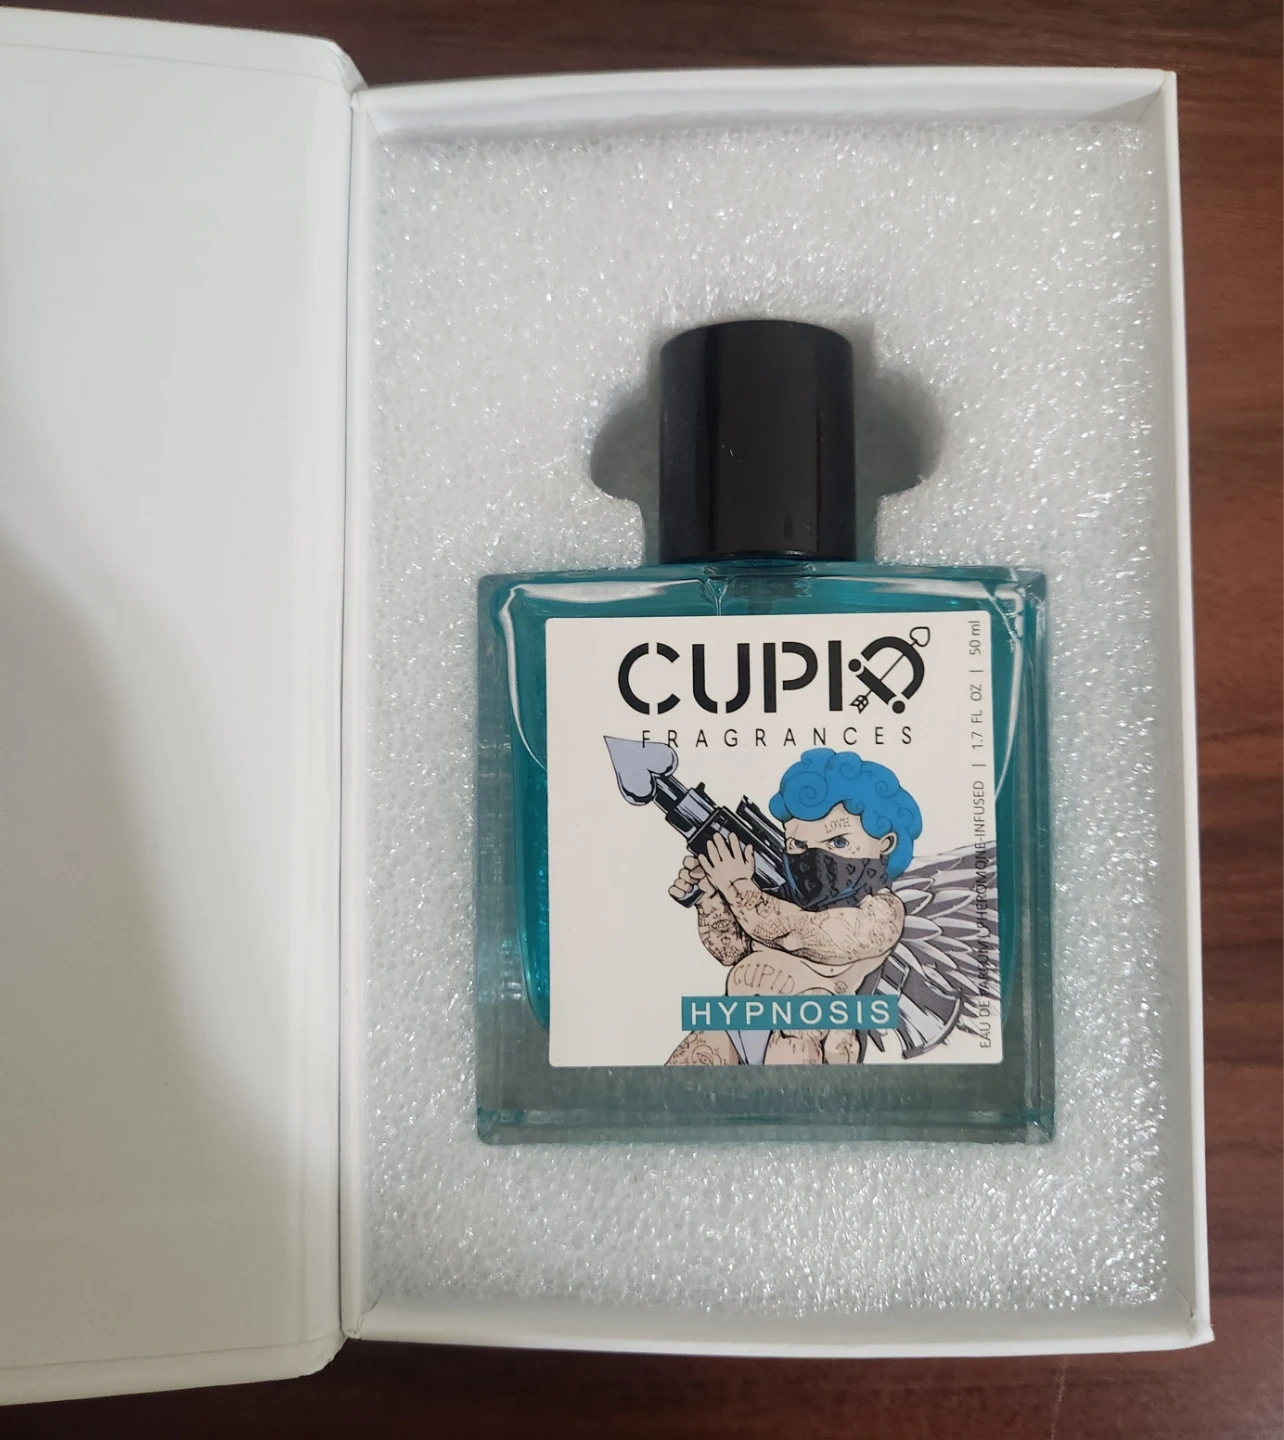 CUPID
FRAGRANCES
LOVE
CUPID
HYPNOSIS
EAU DE PARFUM | PHEROMONE-INFUSED | 1.7 FL OZ | 50 ml